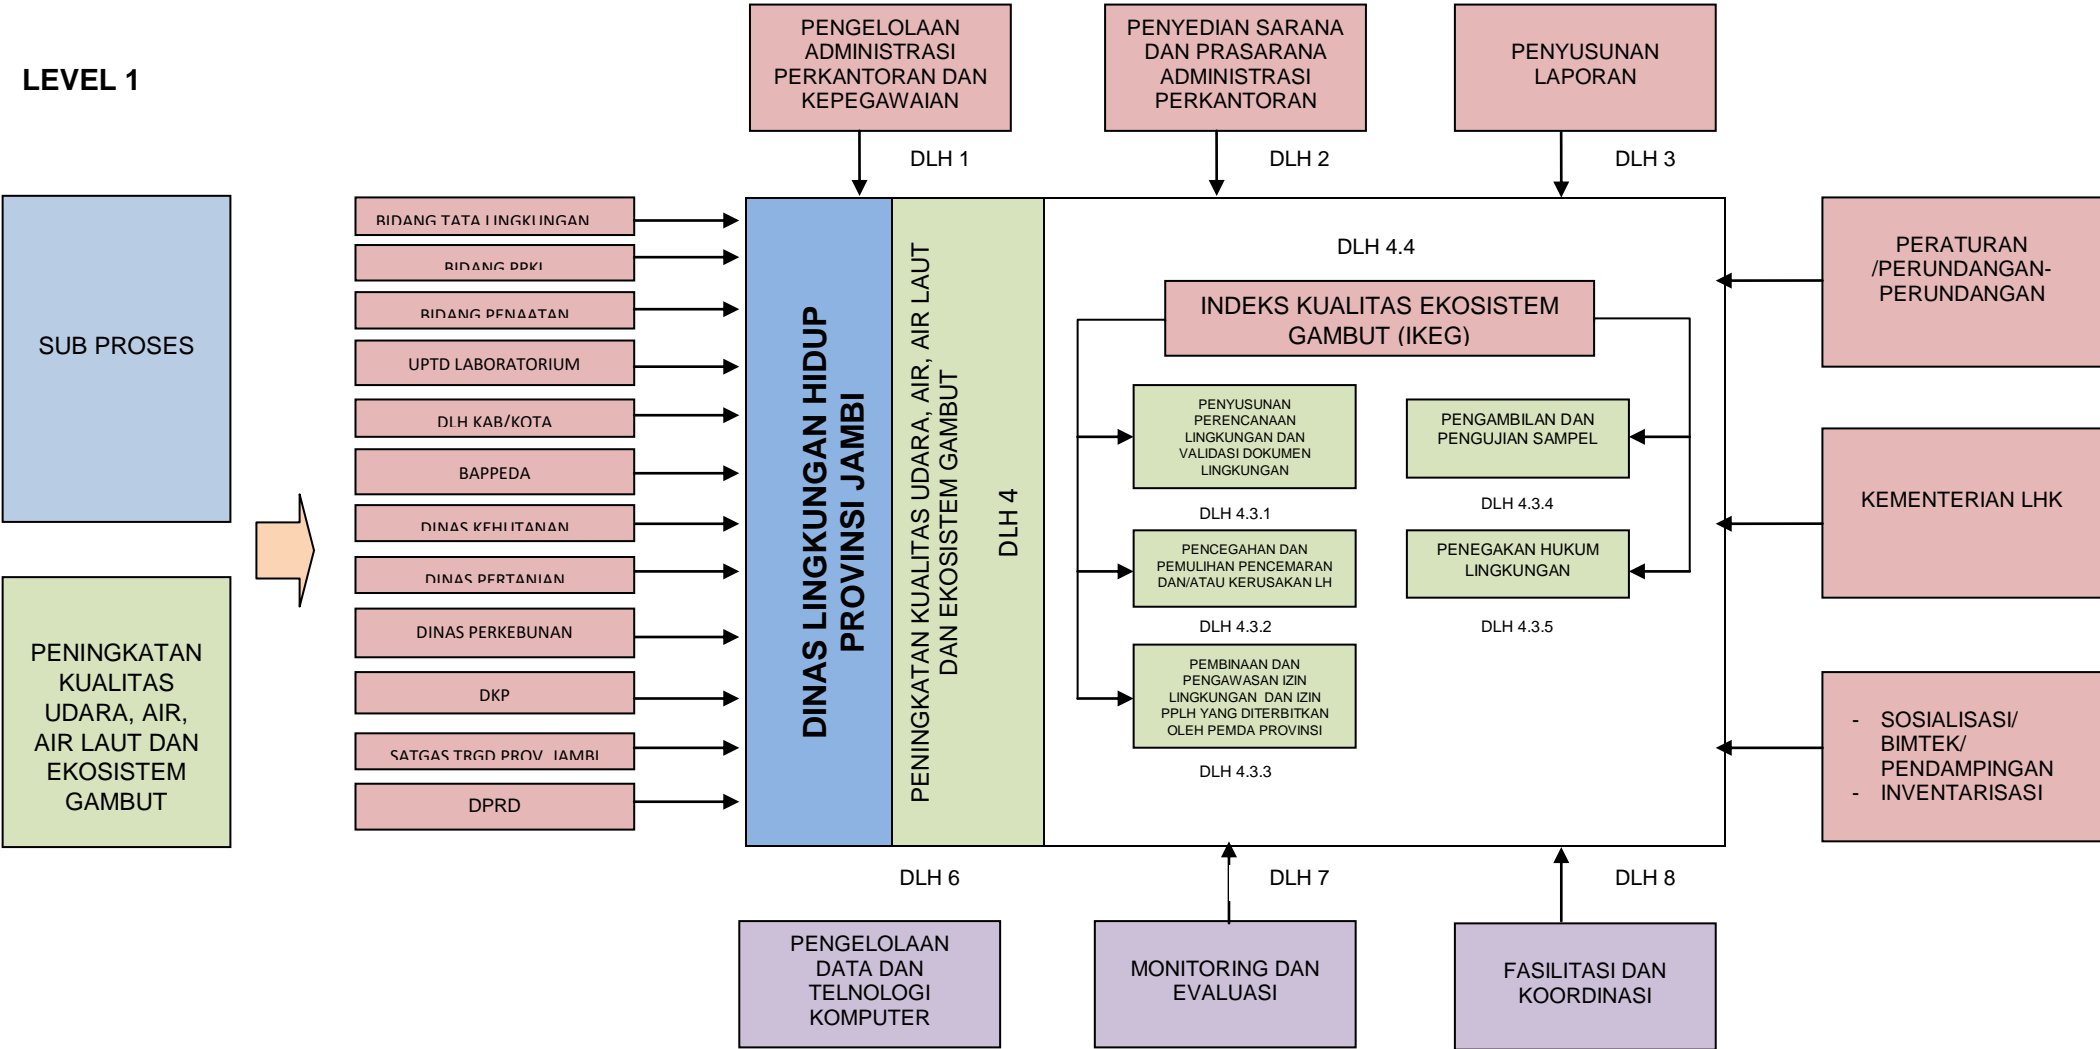 LEVEL 1
PENGELOLAAN
ADMINISTRASI
PERKANTORAN DAN
KEPEGAWAIAN
PENYEDIAN SARANA
DAN PRASARANA
ADMINISTRASI
PERKANTORAN
PENYUSUNAN
LAPORAN
DLH 1
DLH 2
DLH 3
SUB PROSES
PENINGKATAN
KUALITAS
UDARA, AIR,
AIR LAUT DAN
EKOSISTEM
GAMBUT
BIDANG TATA LINGKUNGAN
BIDANG PPKL
BIDANG PENAATAN
UPTD LABORATORIUM
DLH KAB/KOTA
BAPPEDA
DINAS KEHUTANAN
DINAS PERTANIAN
DINAS PERKEBUNAN
DKP
SATGAS TRGD PROV. JAMBI
DPRD
DINAS LINGKUNGAN HIDUP
PROVINSI JAMBI
PENINGKATAN KUALITAS UDARA, AIR, AIR LAUT
DAN EKOSISTEM GAMBUT
DLH 4
DLH 4.4
INDEKS KUALITAS EKOSISTEM
GAMBUT (IKEG)
PENYUSUNAN
PERENCANAAN
LINGKUNGAN DAN
VALIDASI DOKUMEN
LINGKUNGAN
DLH 4.3.1
PENCEGAHAN DAN
PEMULIHAN PENCEMARAN
DAN/ATAU KERUSAKAN LH
DLH 4.3.2
PEMBINAAN DAN
PENGAWASAN IZIN
LINGKUNGAN  DAN IZIN
PPLH YANG DITERBITKAN
OLEH PEMDA PROVINSI
DLH 4.3.3
PENGAMBILAN DAN
PENGUJIAN SAMPEL
DLH 4.3.4
PENEGAKAN HUKUM
LINGKUNGAN
DLH 4.3.5
PERATURAN
/PERUNDANGAN-
PERUNDANGAN
KEMENTERIAN LHK
- SOSIALISASI/
BIMTEK/
PENDAMPINGAN
- INVENTARISASI
DLH 6
DLH 7
DLH 8
PENGELOLAAN
DATA DAN
TELNOLOGI
KOMPUTER
MONITORING DAN
EVALUASI
FASILITASI DAN
KOORDINASI